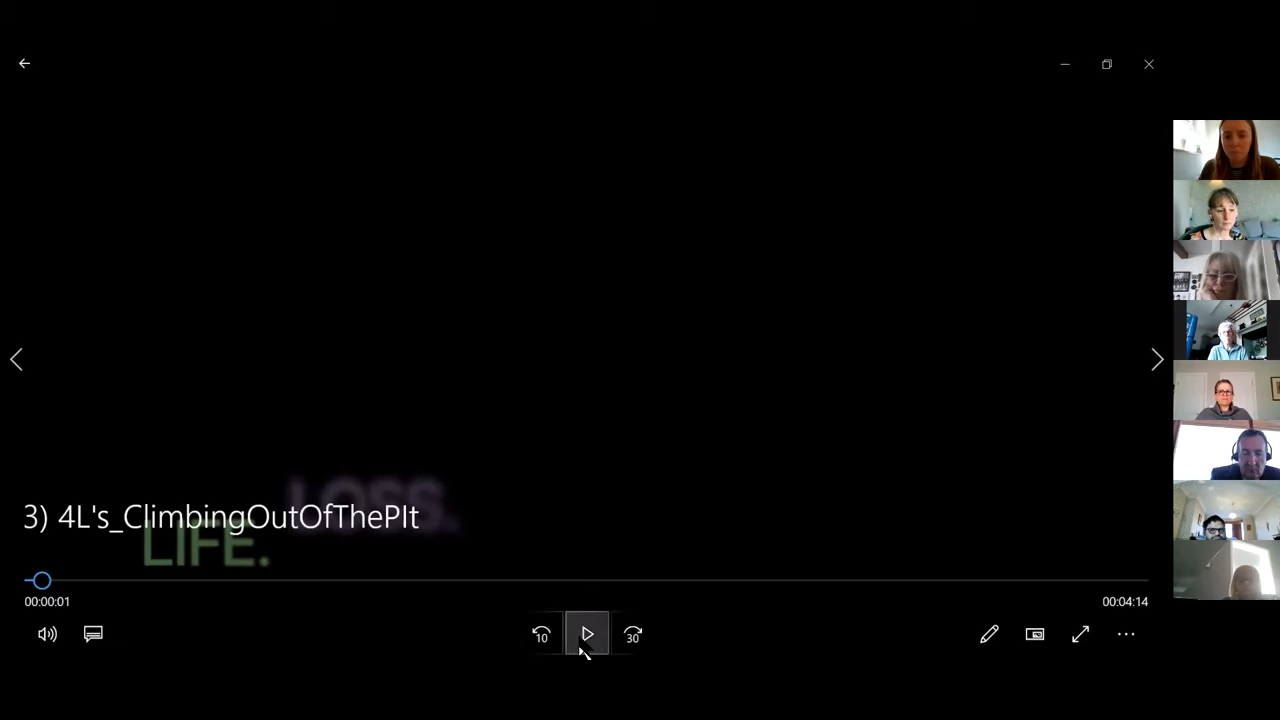 LOSS.
3) 4L's_ClimbingOutOfThePIt
LIFE.
00:00:01
00:04:14
10
30